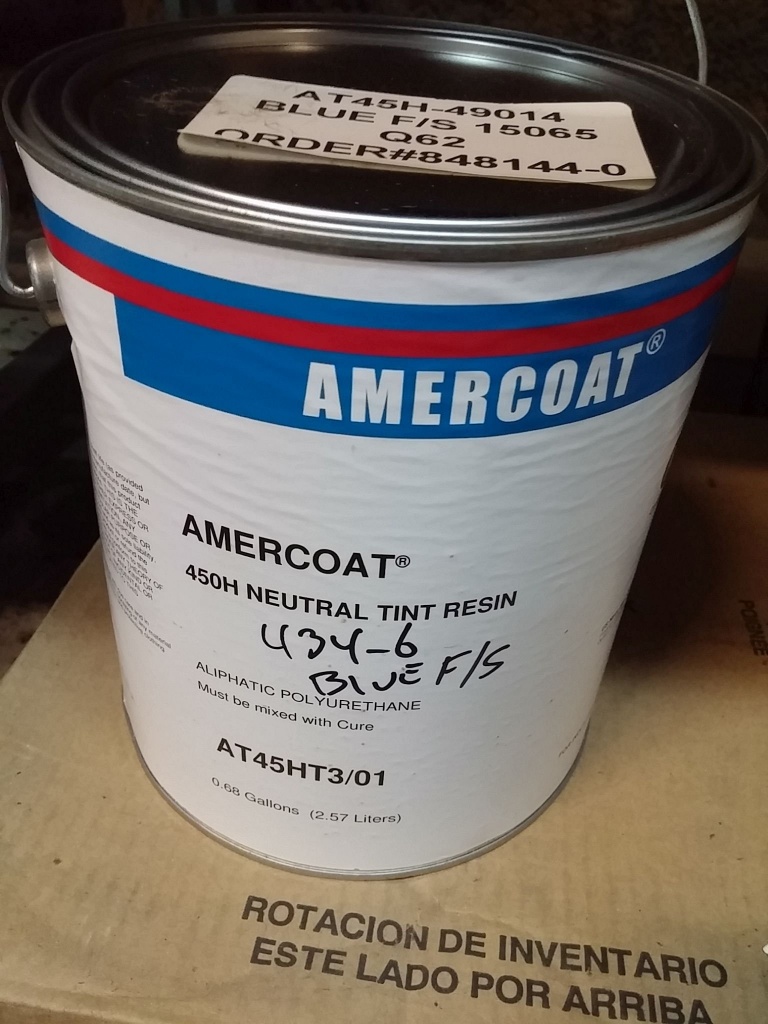 AT45H-49014
BLUE F/S 15065
Q62
ORDER#848144-0
AMERCOAT®
AMERCOAT®
450H NEUTRAL TINT RESIN
434-6
BLUE F/S
ALIPHATIC POLYURETHANE
Must be mixed with Cure
AT45HT3/01
0.68 Gallons (2.57 Liters)
ROTACION DE INVENTARIO
ESTE LADO POR ARRIBA